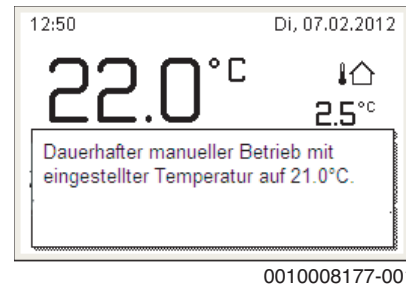 12:50 Di, 07.02.2012
22.0°C
2.5°C
Dauerhafter manueller Betrieb mit
eingestellter Temperatur auf 21.0°C.
0010008177-00